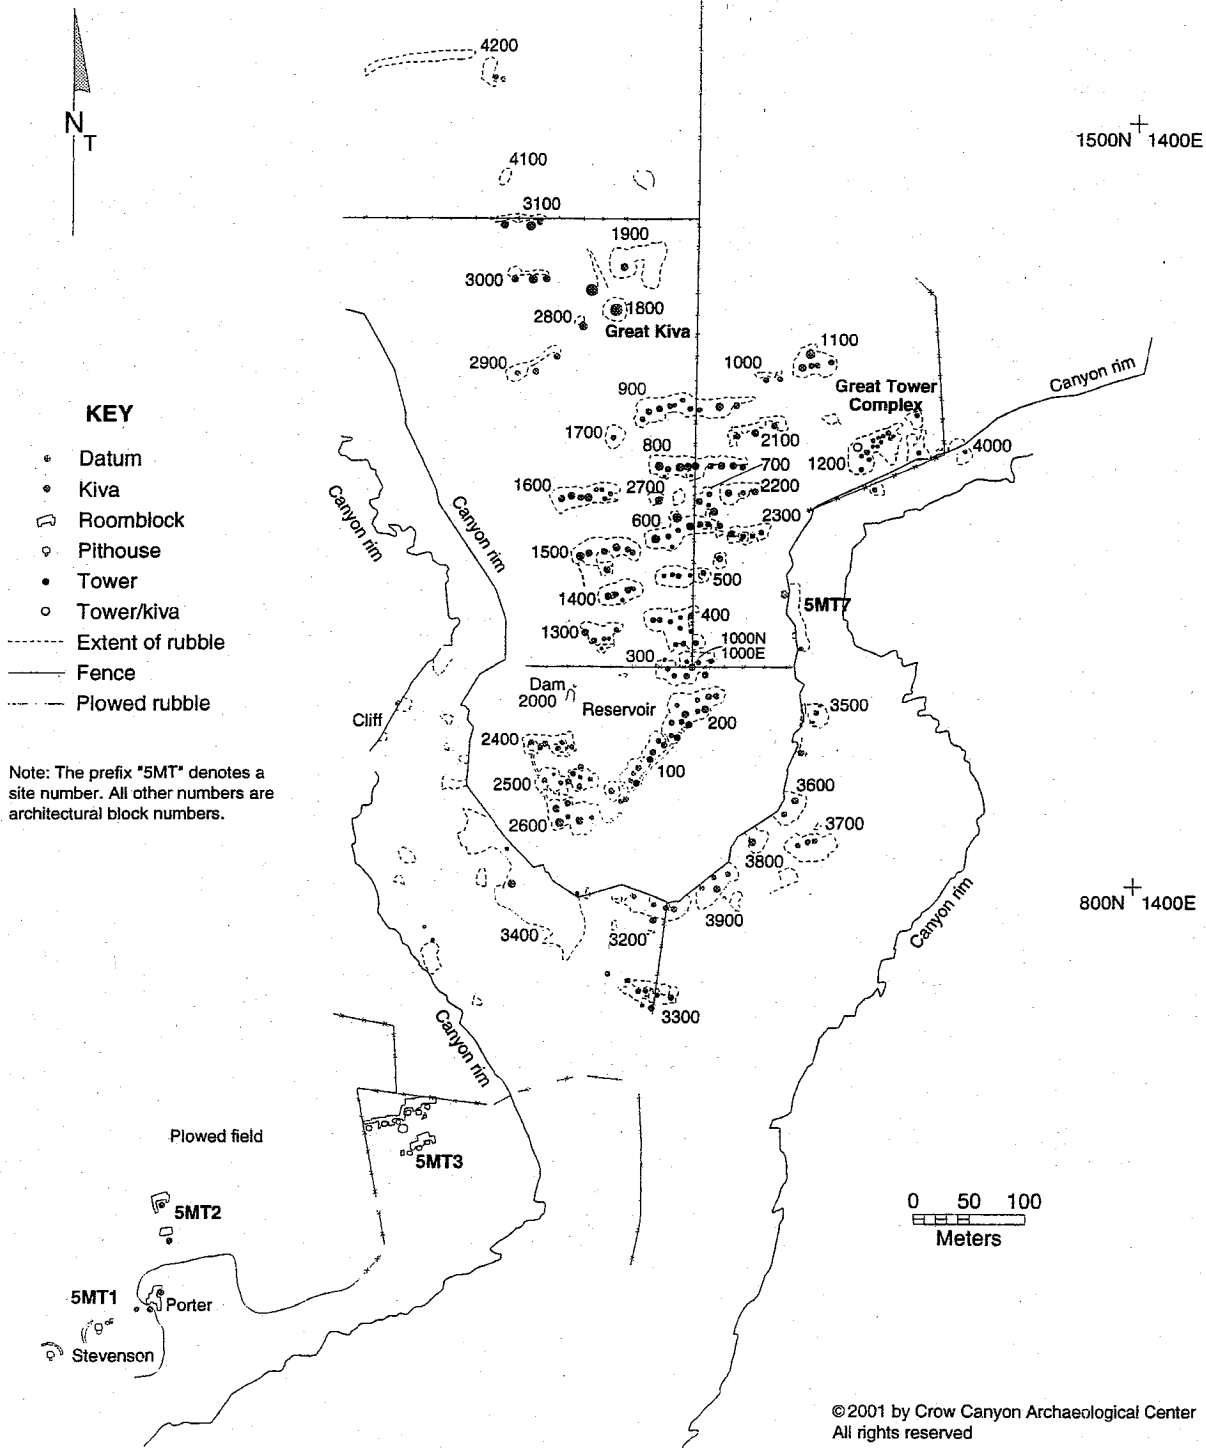 4200
N
T
1500N 1400E
4100
3100
1900
3000
1800
2800
Great Kiva
1100
2900
1000
Canyon rim
900
Great Tower
Complex
KEY
1700
2100
Datum
800
4000
1200
700
Kiva
1600
2700
2200
Canyon rim
Canyon rim
Roomblock
600
2300
Pithouse
1500
Tower
500
1400
5MT7
Tower/kiva
400
1300
Extent of rubble
1000N
1000E
300
Fence
Dam
2000
Plowed rubble
Reservoir
3500
Cliff
200
2400
Note: The prefix "5MT" denotes a
site number. All other numbers are
architectural block numbers.
100
2500
3600
2600
3700
3800
800N 1400E
3900
Canyon rim
3400
3200
3300
Canyon rim
Plowed field
5MT3
0 50 100
Meters
5MT2
5MT1
Porter
Stevenson
©2001 by Crow Canyon Archaeological Center
All rights reserved